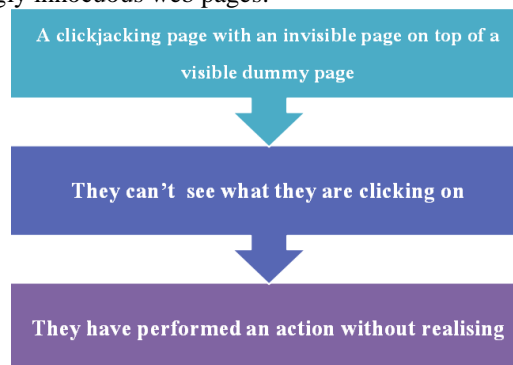 gly innocuous web pages.
A clickjacking page with an invisible page on top of a
visible dummy page
They can't  see what they are clicking on
They have performed an action without realising